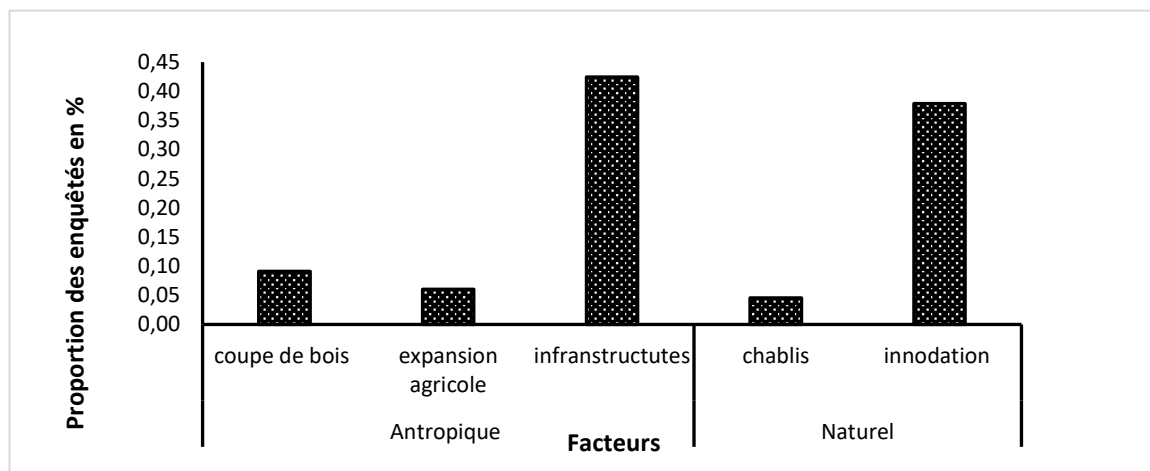 Proportion des enquêtés en %
0,45
0,40
0,35
0,30
0,25
0,20
0,15
0,10
0,05
0,00
coupe de bois
expansion
agricole
infranstructutes
chablis
innodation
Antropique
Naturel
Facteurs